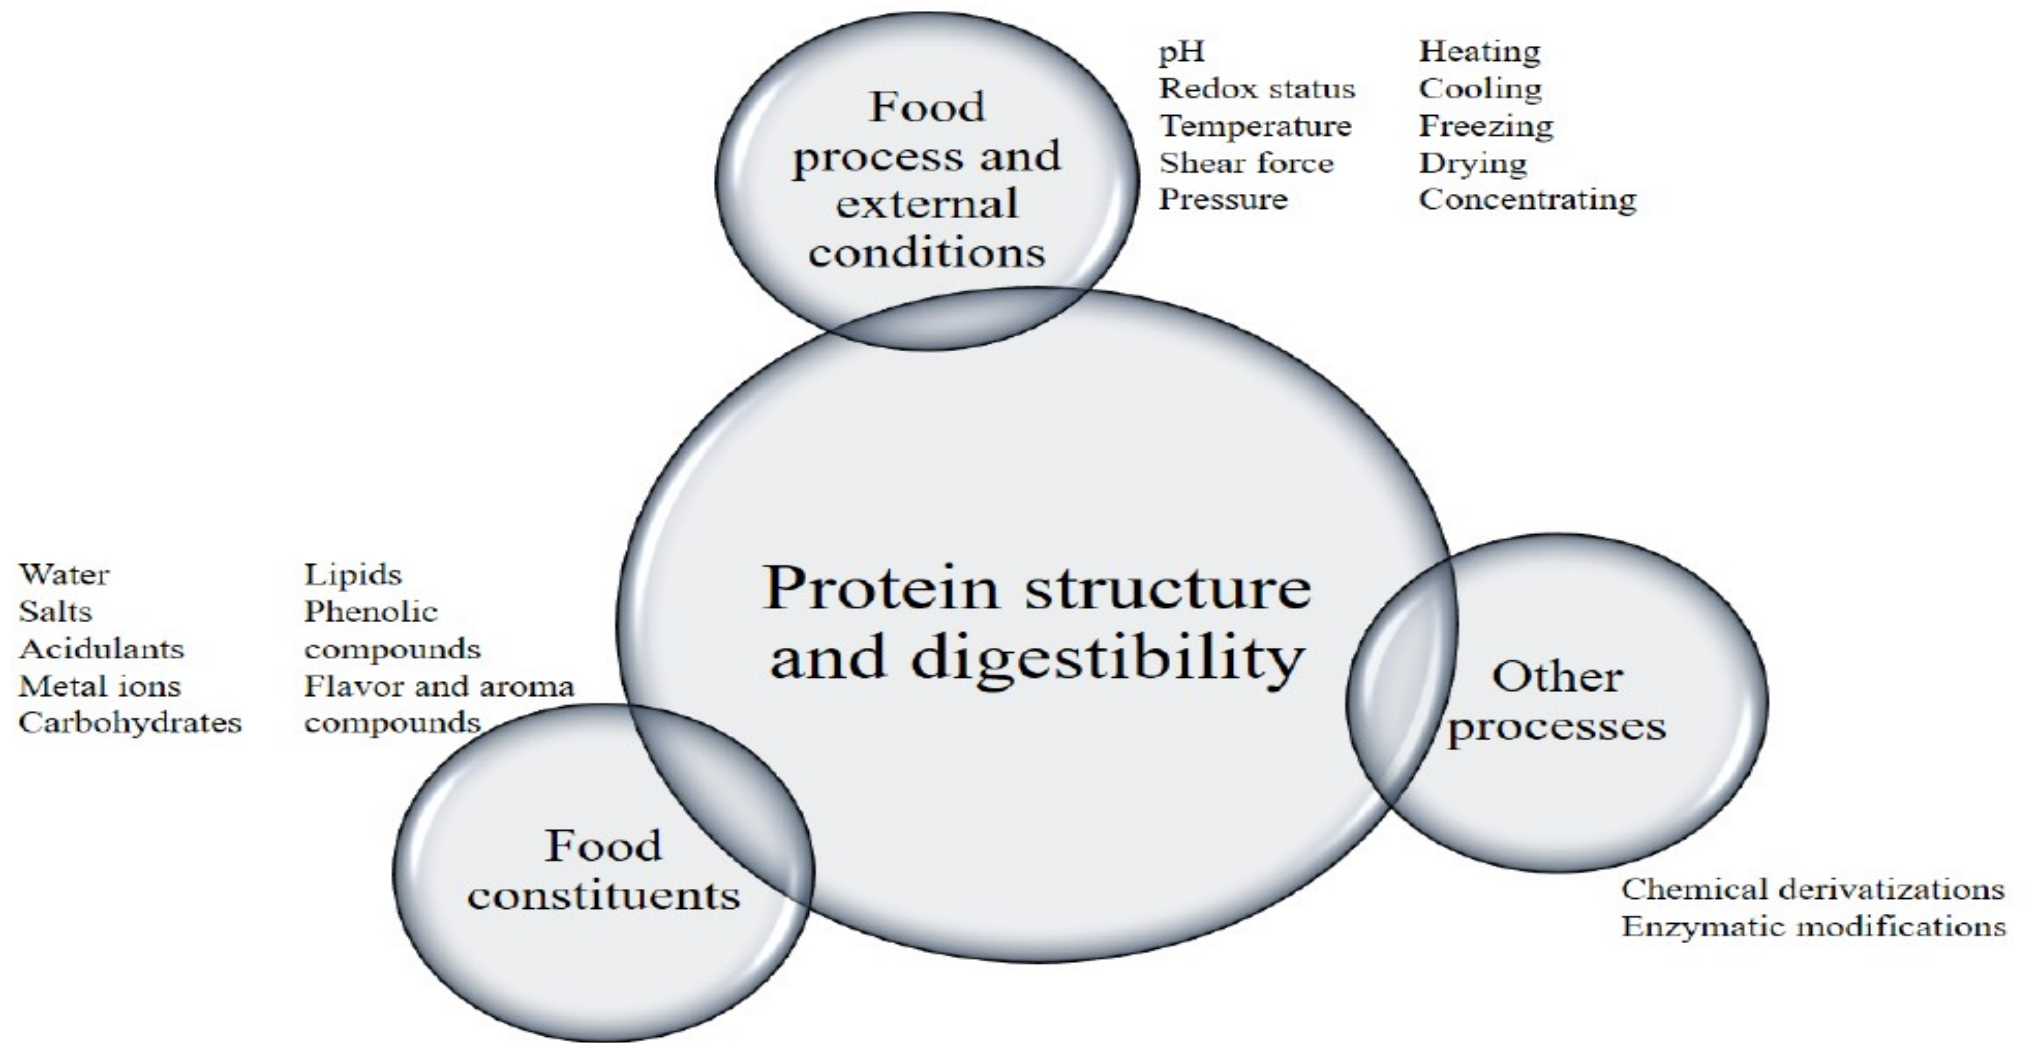 Food
process and
external
conditions
pH
Redox status
Temperature
Shear force
Pressure
Heating
Cooling
Freezing
Drying
Concentrating
Protein structure
and digestibility
Water
Salts
Acidulants
Metal ions
Carbohydrates
Lipids
Phenolic
compounds
Flavor and aroma
compounds
Food
constituents
Other
processes
Chemical derivatizations
Enzymatic modifications